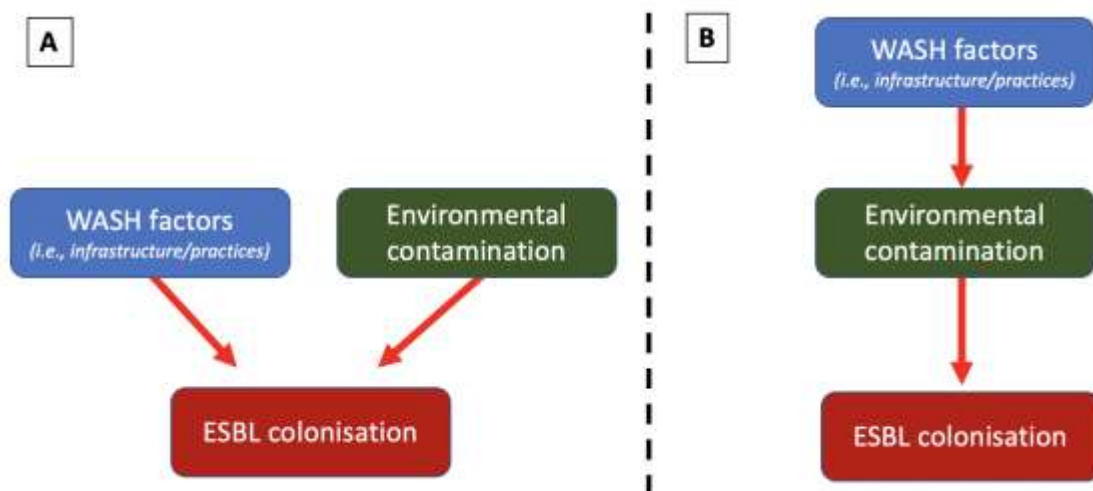 A
WASH factors
(i.e., infrastructure/practices)
Environmental
contamination
ESBL colonisation
B
WASH factors
(i.e., infrastructure/practices)
Environmental
contamination
ESBL colonisation